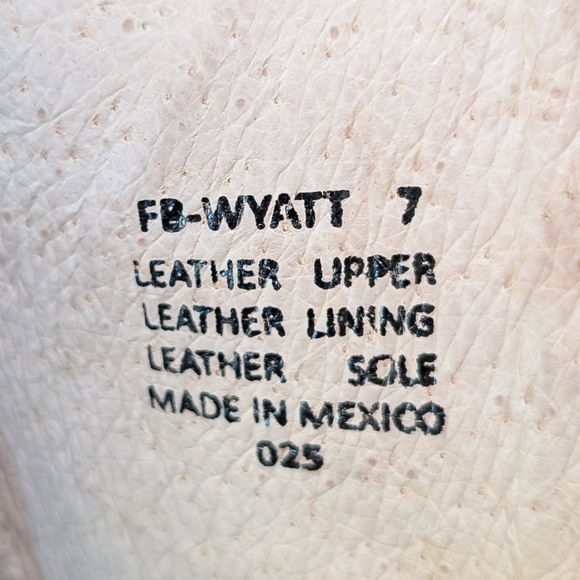 FB-WYATT 7
LEATHER UPPER
LEATHER LINING
LEATHER SOLE
MADE IN MEXICO
025